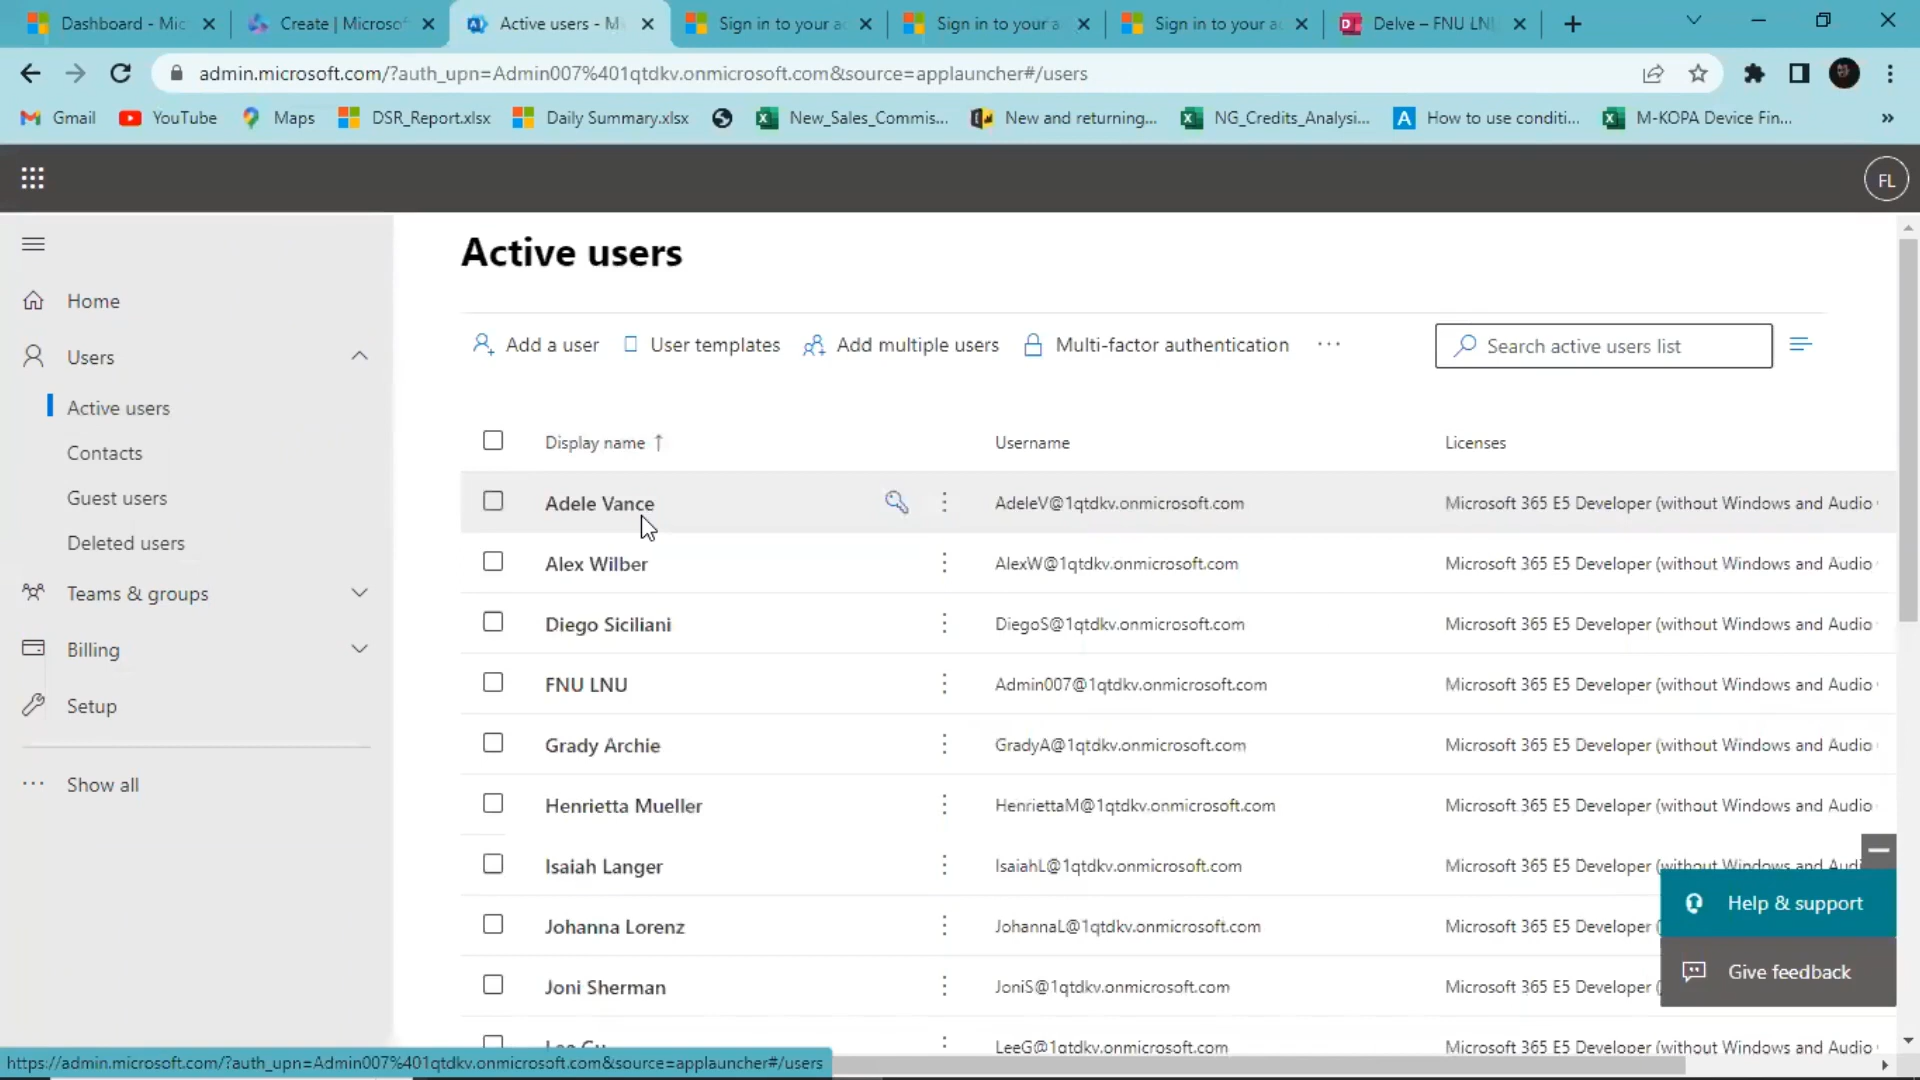 Dashboard - Mic
Create | Microsof
Active users - M
Sign in to your a
Sign in to your a
Sign in to your a
Delve – FNU LN
admin.microsoft.com/?auth_upn=Admin007%401qtdkv.onmicrosoft.com&source=applauncher#/users
Gmail
YouTube
Maps
DSR_Report.xlsx
Daily Summary.xlsx
New_Sales_Commis...
New and returning...
NG_Credits_Analysi...
How to use conditi...
M-KOPA Device Fin...
»
FL
Home
Users
Active users
Contacts
Guest users
Deleted users
Teams & groups
Billing
Setup
Show all
Active users
Add a user
User templates
Add multiple users
Multi-factor authentication
Search active users list
Display name ↑ Username Licenses
Adele Vance AdeleV@1qtdkv.onmicrosoft.com Microsoft 365 E5 Developer (without Windows and Audio
Alex Wilber AlexW@1qtdkv.onmicrosoft.com Microsoft 365 E5 Developer (without Windows and Audio
Diego Siciliani DiegoS@1qtdkv.onmicrosoft.com Microsoft 365 E5 Developer (without Windows and Audio
FNU LNU Admin007@1qtdkv.onmicrosoft.com Microsoft 365 E5 Developer (without Windows and Audio
Grady Archie GradyA@1qtdkv.onmicrosoft.com Microsoft 365 E5 Developer (without Windows and Audio
Henrietta Mueller HenriettaM@1qtdkv.onmicrosoft.com Microsoft 365 E5 Developer (without Windows and Audio
Isaiah Langer IsaiahL@1qtdkv.onmicrosoft.com Microsoft 365 E5 Developer (without Windows and Audi
Johanna Lorenz JohannaL@1qtdkv.onmicrosoft.com Microsoft 365 E5 Developer (
Joni Sherman JoniS@1qtdkv.onmicrosoft.com Microsoft 365 E5 Developer (
Lee Gu LeeG@1qtdkv.onmicrosoft.com Microsoft 365 E5 Developer (without Windows and Audio
Help & support
Give feedback
https://admin.microsoft.com/?auth_upn=Admin007%401qtdkv.onmicrosoft.com&source=applauncher#/users